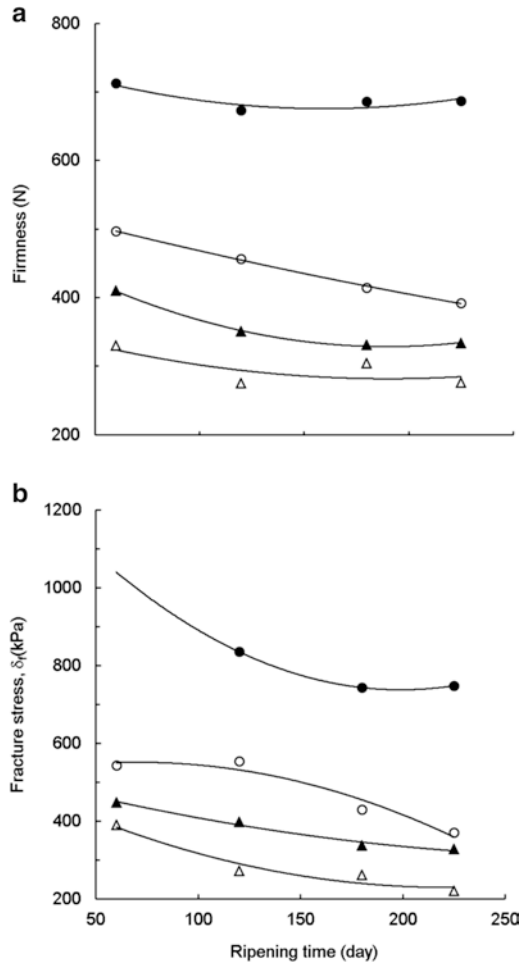 a
800
600
400
200
Firmness (N)
b
1200
1000
800
600
400
200
Fracture stress, δf(kPa)
50 100 150 200 250
Ripening time (day)